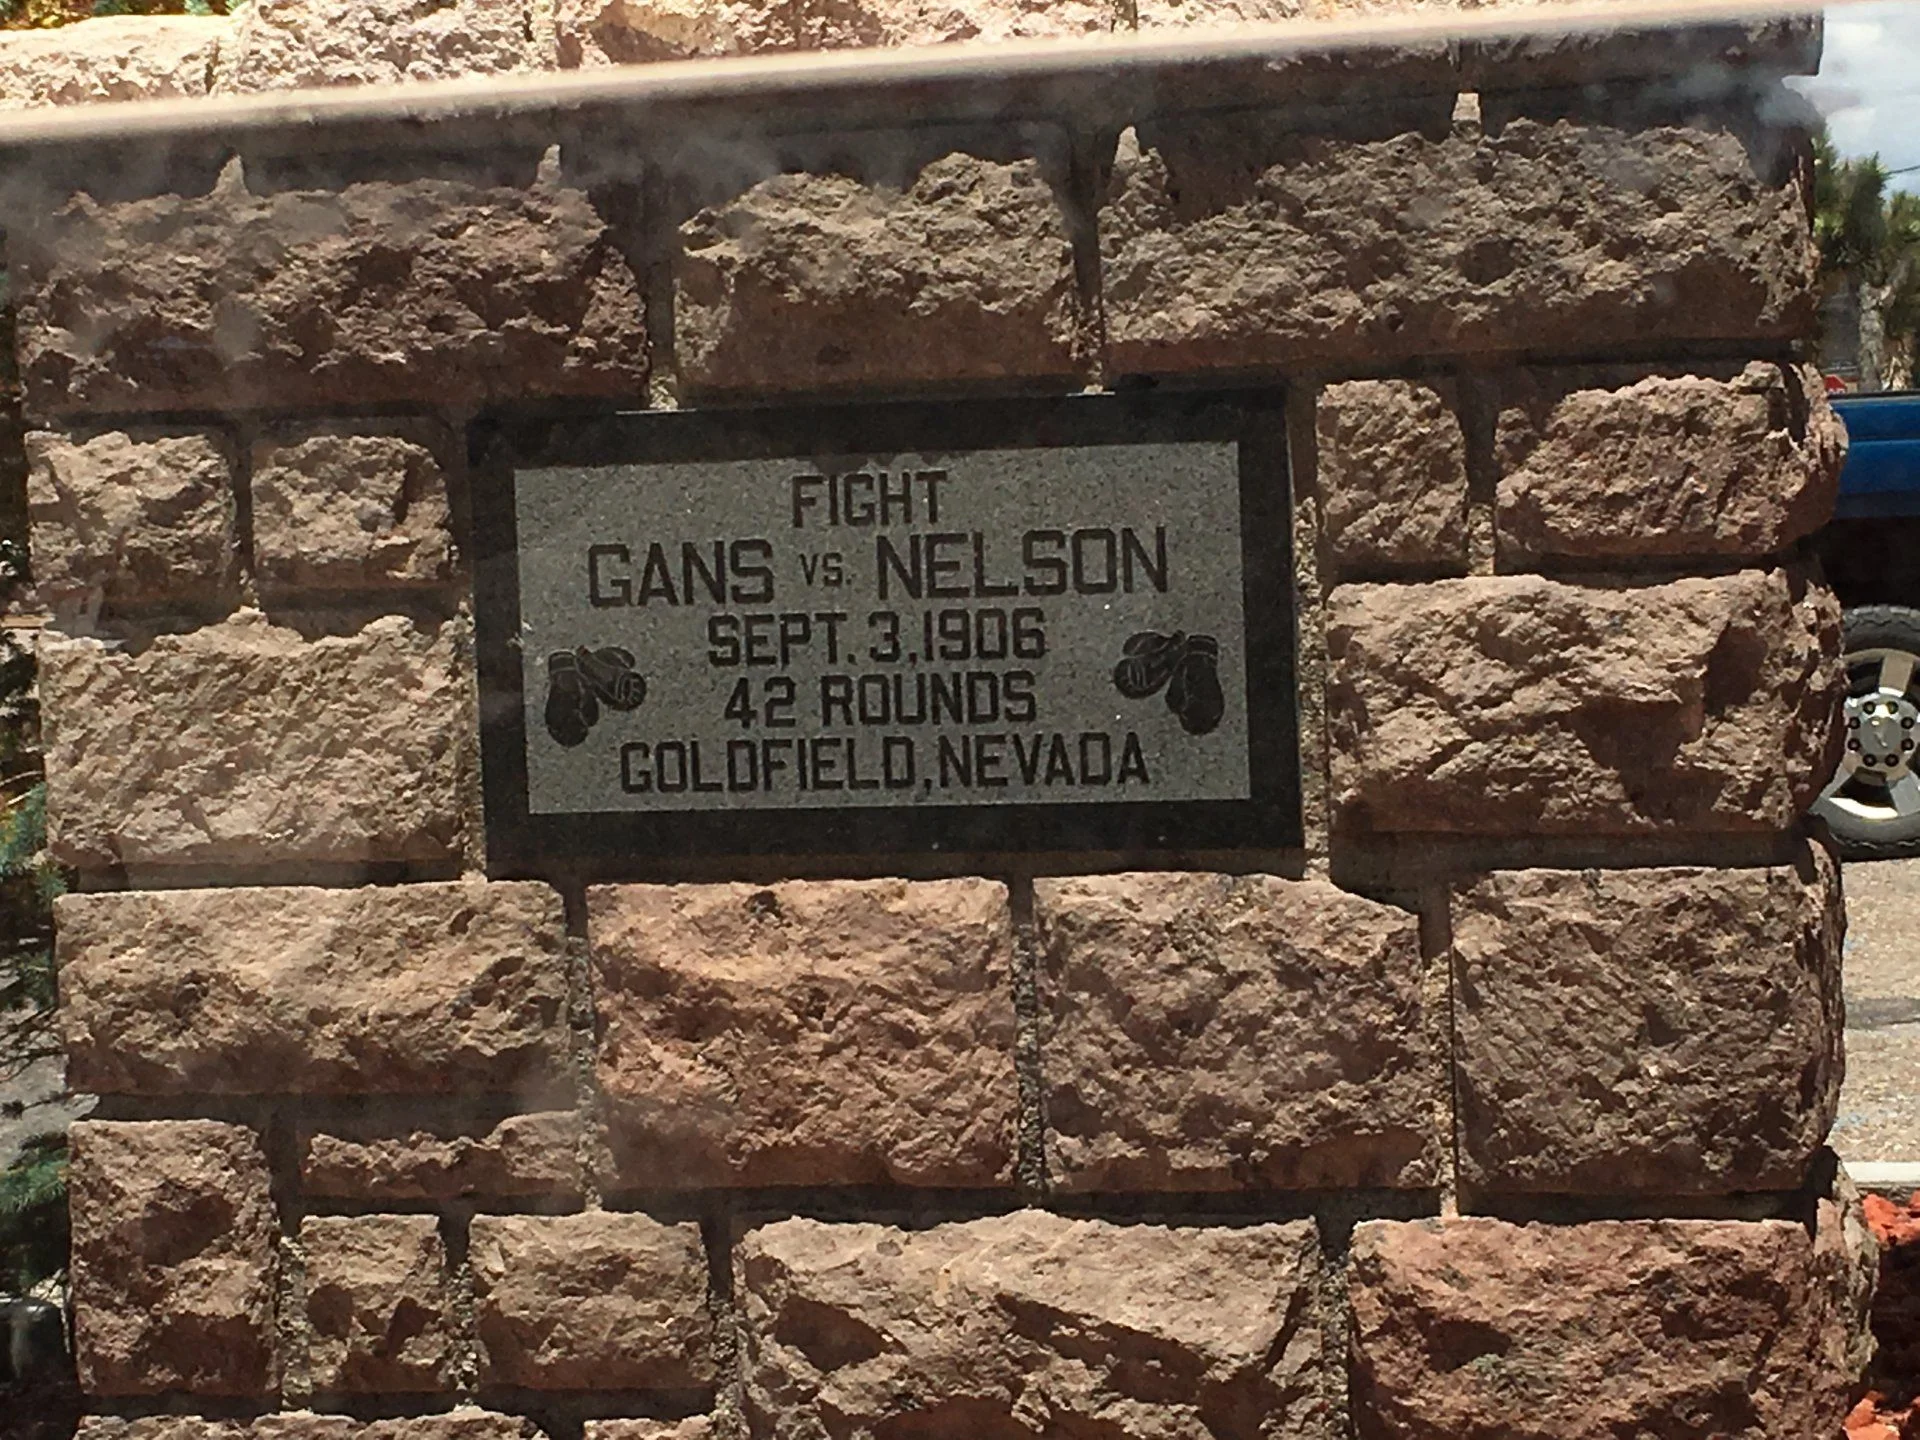 FIGHT
GANS VS. NELSON
SEPT. 3, 1906
42 ROUNDS
GOLDFIELD, NEVADA